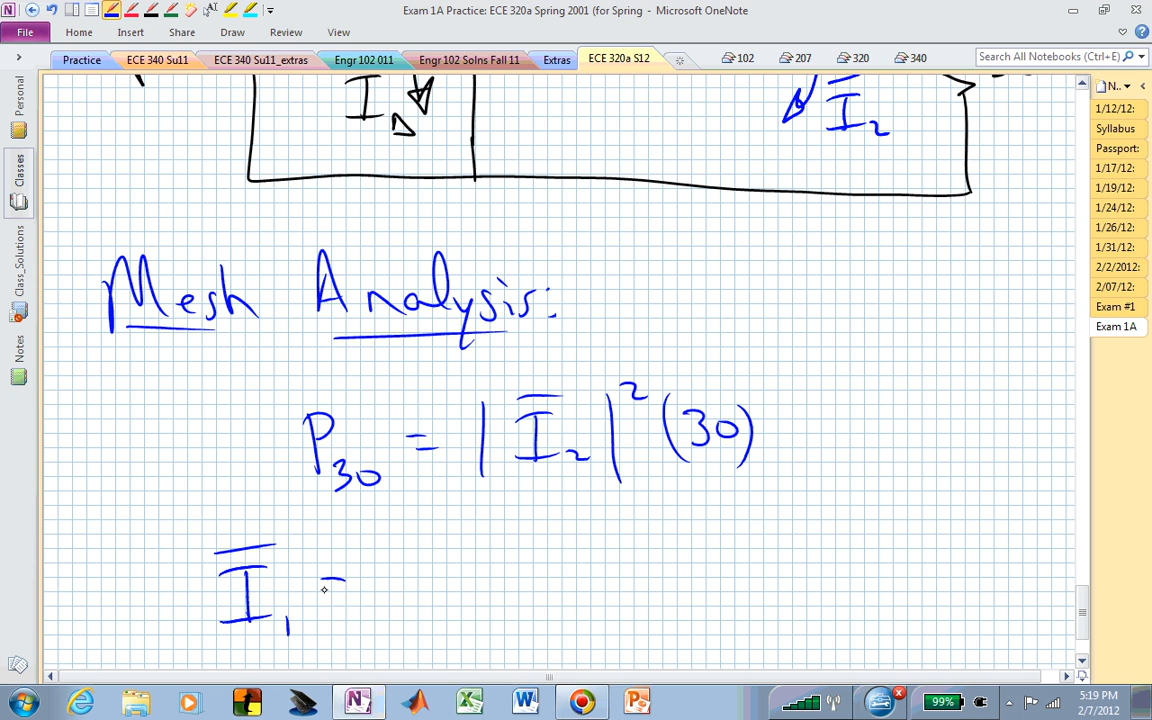 Exam 1A Practice: ECE 320a Spring 2001 (for Spring - Microsoft OneNote
File Home Insert Share Draw Review View
Practice ECE 340 Su11 ECE 340 Su11_extras Engr 102 011 Engr 102 Solns Fall 11 Extras ECE 320a S12 102 207 320 340 Search All Notebooks (Ctrl+E)
Personal
Classes
Class_Solutions
Notes
N..
1/12/12:
Syllabus
Passport:
1/17/12:
1/19/12:
1/24/12:
1/26/12:
1/31/12:
2/2/2012:
2/07/12:
Exam #1
Exam 1A
I
I₂
Mesh Analysis:
P₃₀ = |I̅₂|² (30)
I̅₁ =
99%
5:19 PM
2/7/2012